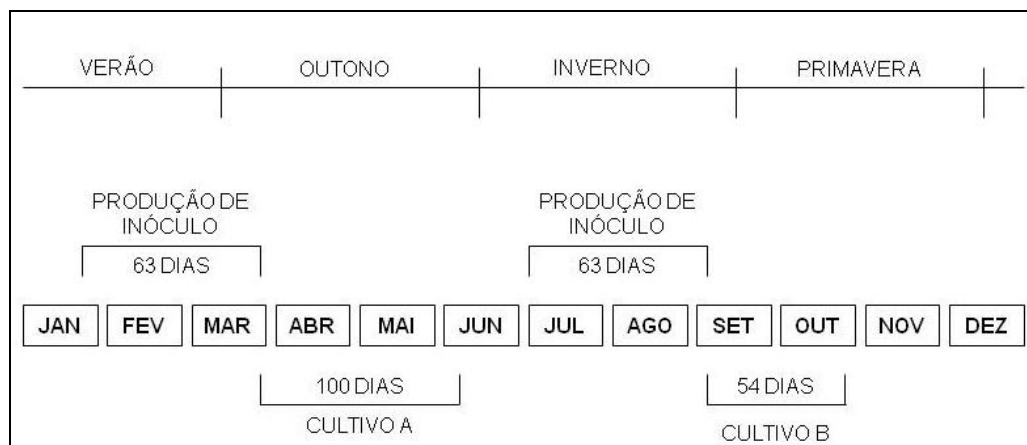 VERÃO OUTONO INVERNO PRIMAVERA
PRODUÇÃO DE INÓCULO PRODUÇÃO DE INÓCULO
63 DIAS 63 DIAS
JAN FEV MAR ABR MAI JUN JUL AGO SET OUT NOV DEZ
100 DIAS 54 DIAS
CULTIVO A CULTIVO B